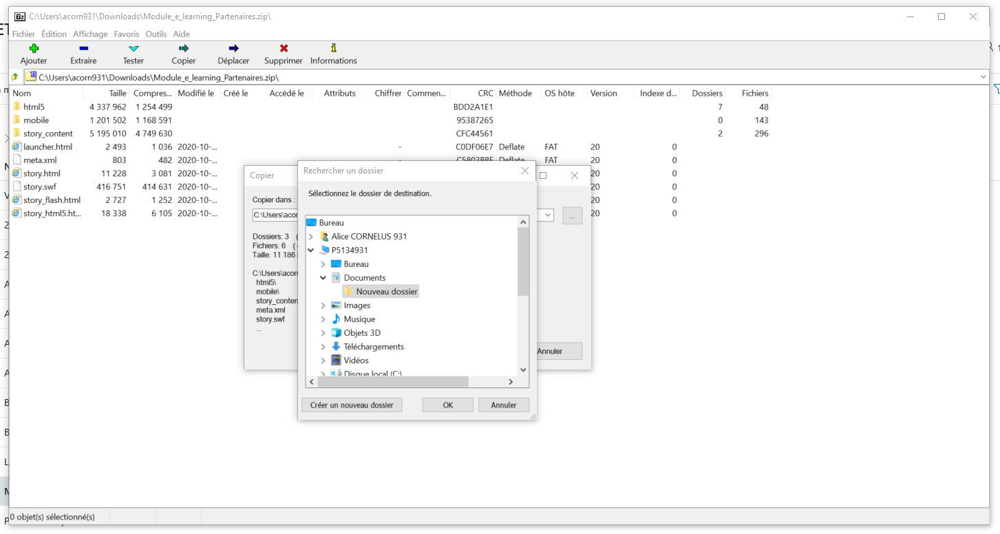 C:\Users\acorn931\Downloads\Module_e_learning_Partenaires.zip\
Fichier Édition Affichage Favoris Outils Aide
Ajouter Extraire Tester Copier Déplacer Supprimer Informations
C:\Users\acorn931\Downloads\Module_e_learning_Partenaires.zip\
Nom Taille Compres... Modifié le Créé le Accédé le Attributs Chiffrer Commen... CRC Méthode OS hôte Version Indexe d... Dossiers Fichiers
html5 4 337 962 1 254 499 BDD2A1E1 7 48
mobile 1 201 502 1 168 591 95387265 0 143
story_content 5 195 010 4 749 630 CFC44561 2 296
launcher.html 2 493 1 036 2020-10-... - C0DF06E7 Deflate FAT 20 0
meta.xml 803 482 2020-10-... - C5803BBF Deflate FAT 20 0
story.html 11 228 3 081 2020-10-... 20 0
story.swf 416 751 414 631 2020-10-... 20 0
story_flash.html 2 727 1 252 2020-10-... 20 0
story_html5.ht... 18 338 6 105 2020-10-... 20 0
Copier
Copier dans :
C:\Users\acor
...
Dossiers: 3 (
Fichiers: 6 (
Taille: 11 186
C:\Users\acorn
html5\
mobile\
story_conten
meta.xml
story.swf
...
Annuler
Rechercher un dossier
Sélectionnez le dossier de destination.
Bureau
Alice CORNELUS 931
P5134931
Bureau
Documents
Nouveau dossier
Images
Musique
Objets 3D
Téléchargements
Vidéos
Disque local (C:)
Créer un nouveau dossier OK Annuler
0 objet(s) sélectionné(s)